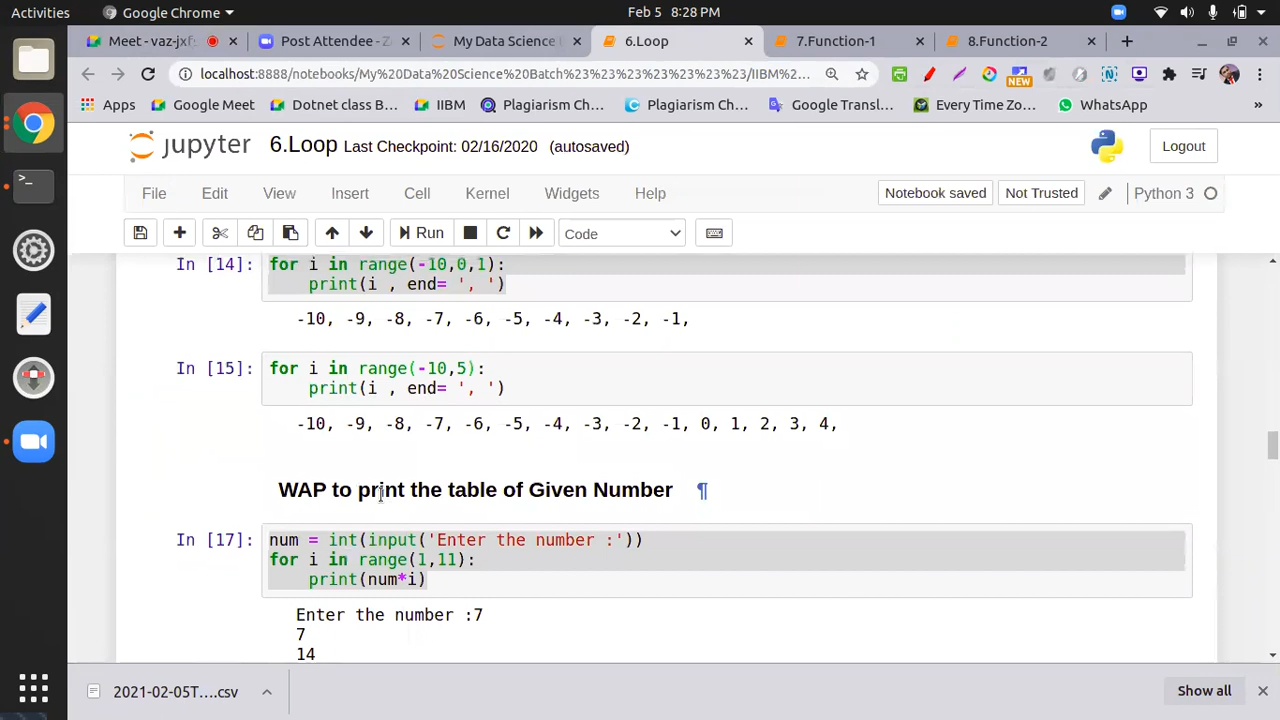 Activities
Google Chrome
Feb 5 8:28 PM
Meet - vaz-jxf
Post Attendee - Z
My Data Science
6.Loop
7.Function-1
8.Function-2
localhost:8888/notebooks/My%20Data%20Science%20Batch%23%23%23%23%23%23%23/IIBM%...
NEW
Apps
Google Meet
Dotnet class B...
IIBM
Plagiarism Ch...
Plagiarism Ch...
Google Transl...
Every Time Zo...
WhatsApp
»
jupyter
6.Loop Last Checkpoint: 02/16/2020 (autosaved)
Logout
File Edit View Insert Cell Kernel Widgets Help
Notebook saved
Not Trusted
Python 3
Run
Code
In [14]: for i in range(-10,0,1):
print(i , end= ', ')
-10, -9, -8, -7, -6, -5, -4, -3, -2, -1,
In [15]: for i in range(-10,5):
print(i , end= ', ')
-10, -9, -8, -7, -6, -5, -4, -3, -2, -1, 0, 1, 2, 3, 4,
WAP to print the table of Given Number ¶
In [17]: num = int(input('Enter the number :'))
for i in range(1,11):
print(num*i)
Enter the number :7
7
14
2021-02-05T....csv
Show all